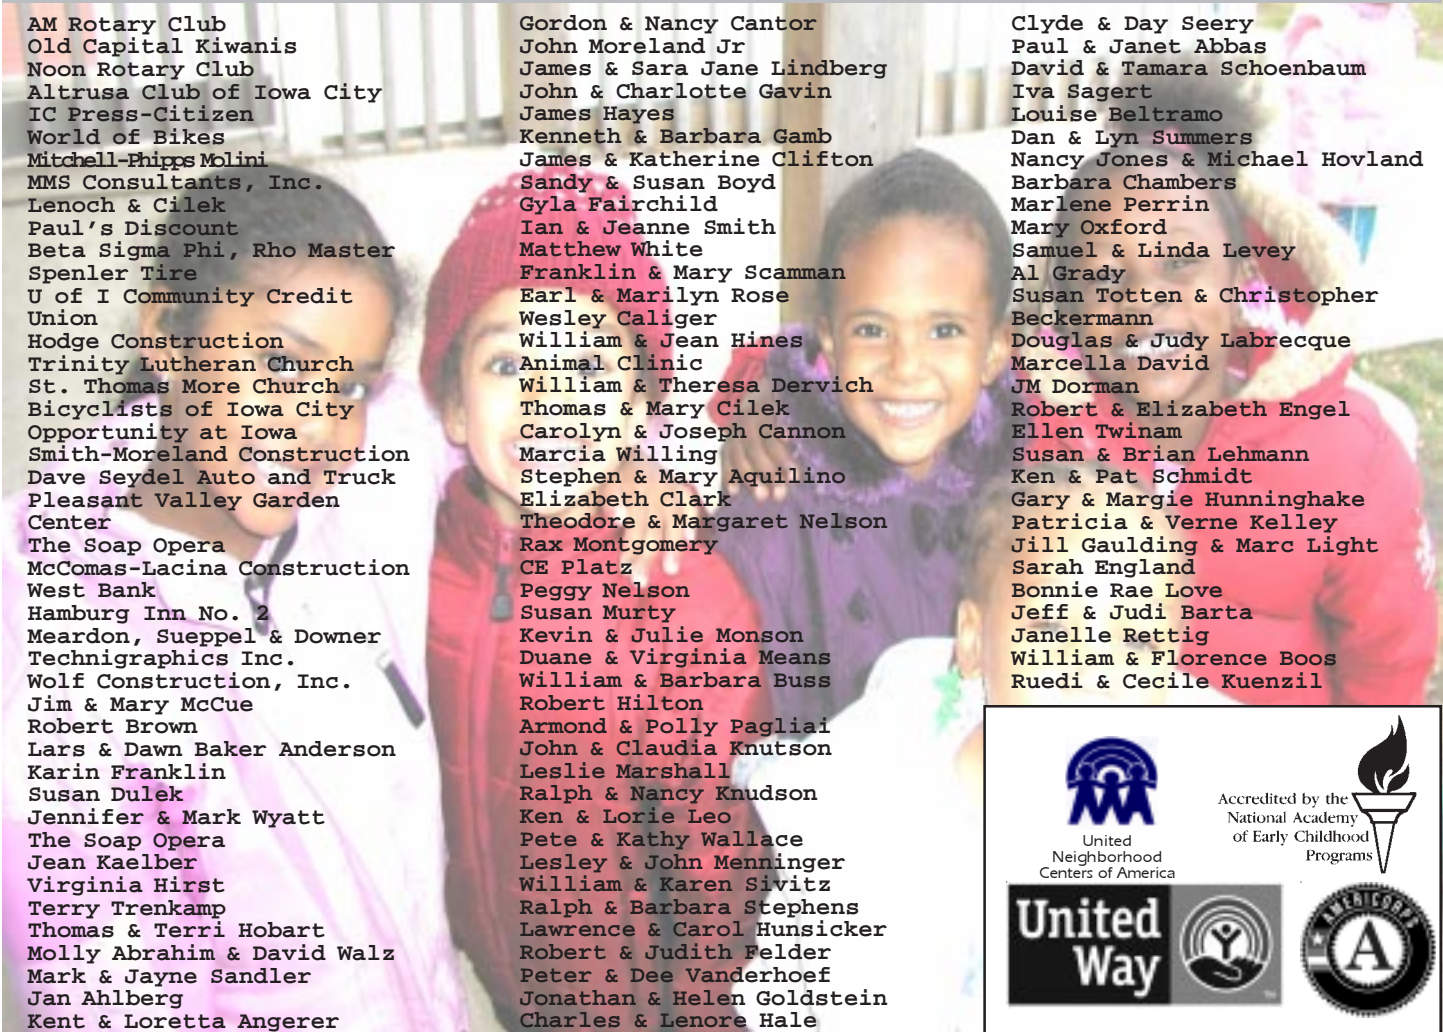 AM Rotary Club
Old Capital Kiwanis
Noon Rotary Club
Altrusa Club of Iowa City
IC Press-Citizen
World of Bikes
Mitchell-Phipps Molini
MMS Consultants, Inc.
Lenoch & Cilek
Paul's Discount
Beta Sigma Phi, Rho Master
Spenler Tire
U of I Community Credit
Union
Hodge Construction
Trinity Lutheran Church
St. Thomas More Church
Bicyclists of Iowa City
Opportunity at Iowa
Smith-Moreland Construction
Dave Seydel Auto and Truck
Pleasant Valley Garden
Center
The Soap Opera
McComas-Lacina Construction
West Bank
Hamburg Inn No. 2
Meardon, Sueppel & Downer
Technigraphics Inc.
Wolf Construction, Inc.
Jim & Mary McCue
Robert Brown
Lars & Dawn Baker Anderson
Karin Franklin
Susan Dulek
Jennifer & Mark Wyatt
The Soap Opera
Jean Kaelber
Virginia Hirst
Terry Trenkamp
Thomas & Terri Hobart
Molly Abrahim & David Walz
Mark & Jayne Sandler
Jan Ahlberg
Kent & Loretta Angerer
Gordon & Nancy Cantor
John Moreland Jr
James & Sara Jane Lindberg
John & Charlotte Gavin
James Hayes
Kenneth & Barbara Gamb
James & Katherine Clifton
Sandy & Susan Boyd
Gyla Fairchild
Ian & Jeanne Smith
Matthew White
Franklin & Mary Scamman
Earl & Marilyn Rose
Wesley Caliger
William & Jean Hines
Animal Clinic
William & Theresa Dervich
Thomas & Mary Cilek
Carolyn & Joseph Cannon
Marcia Willing
Stephen & Mary Aquilino
Elizabeth Clark
Theodore & Margaret Nelson
Rax Montgomery
CE Platz
Peggy Nelson
Susan Murty
Kevin & Julie Monson
Duane & Virginia Means
William & Barbara Buss
Robert Hilton
Armond & Polly Pagliai
John & Claudia Knutson
Leslie Marshall
Ralph & Nancy Knudson
Ken & Lorie Leo
Pete & Kathy Wallace
Lesley & John Menninger
William & Karen Sivitz
Ralph & Barbara Stephens
Lawrence & Carol Hunsicker
Robert & Judith Felder
Peter & Dee Vanderhoef
Jonathan & Helen Goldstein
Charles & Lenore Hale
Clyde & Day Seery
Paul & Janet Abbas
David & Tamara Schoenbaum
Iva Sagert
Louise Beltramo
Dan & Lyn Summers
Nancy Jones & Michael Hovland
Barbara Chambers
Marlene Perrin
Mary Oxford
Samuel & Linda Levey
Al Grady
Susan Totten & Christopher
Beckermann
Douglas & Judy Labrecque
Marcella David
JM Dorman
Robert & Elizabeth Engel
Ellen Twinam
Susan & Brian Lehmann
Ken & Pat Schmidt
Gary & Margie Hunninghake
Patricia & Verne Kelley
Jill Gaulding & Marc Light
Sarah England
Bonnie Rae Love
Jeff & Judi Barta
Janelle Rettig
William & Florence Boos
Ruedi & Cecile Kuenzil
United
Neighborhood
Centers of America
Accredited by the
National Academy
of Early Childhood
Programs
United
Way
AMERICORPS
A